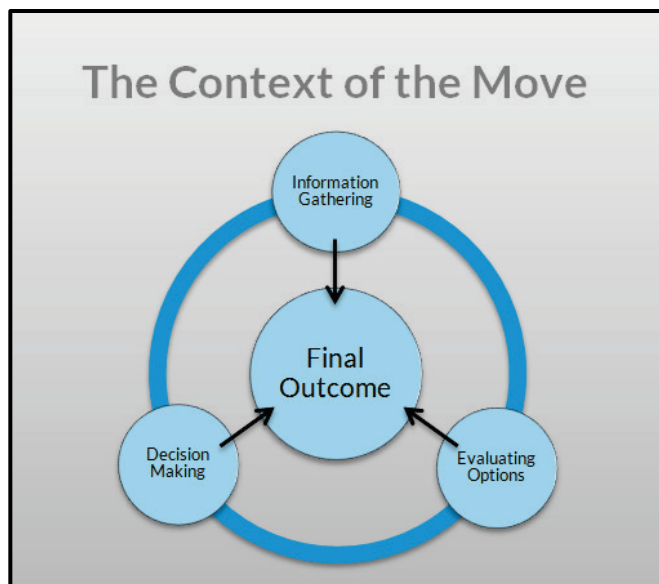 The Context of the Move
Information
Gathering
Final
Outcome
Decision
Making
Evaluating
Options